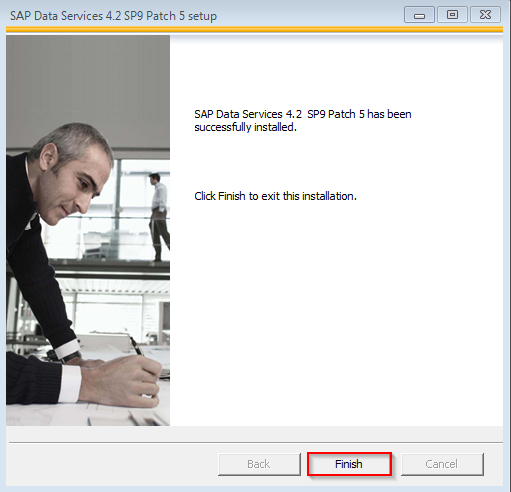 SAP Data Services 4.2 SP9 Patch 5 setup
SAP Data Services 4.2  SP9 Patch 5 has been
successfully installed.
Click Finish to exit this installation.
Back
Finish
Cancel